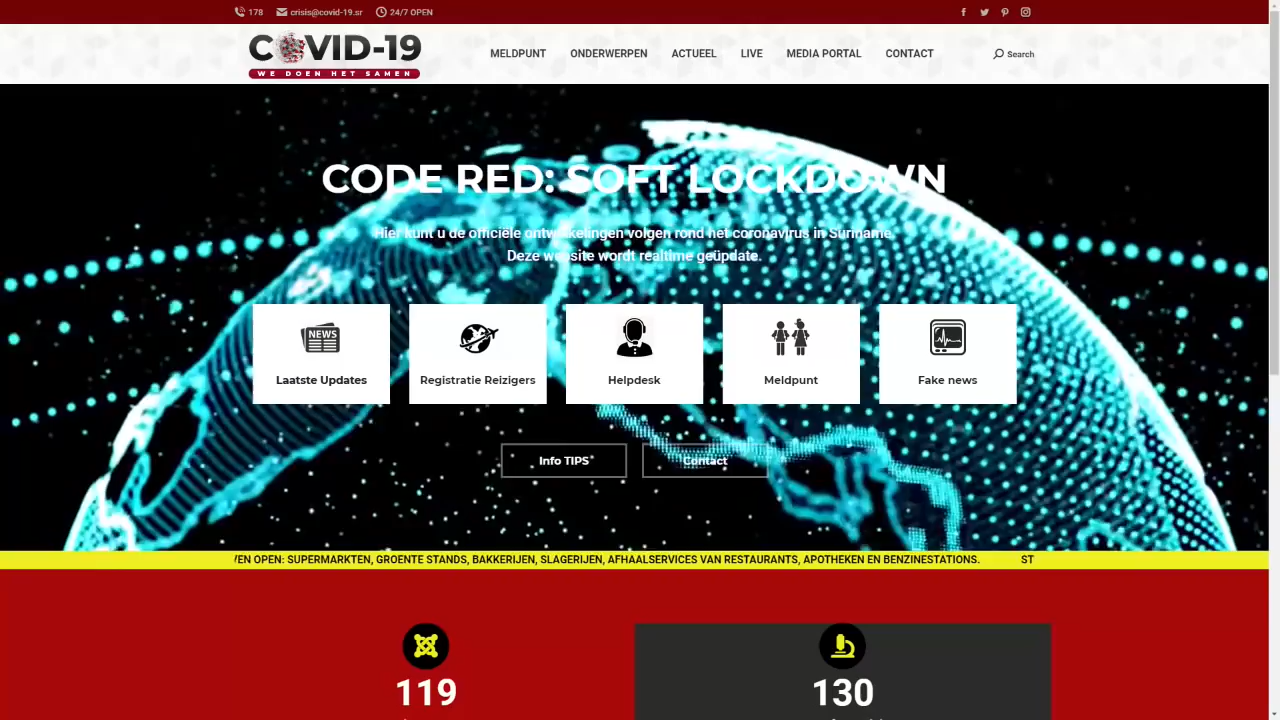 178 crisis@covid-19.sr 24/7 OPEN
COVID-19
WE DOEN HET SAMEN
MELDPUNT ONDERWERPEN ACTUEEL LIVE MEDIA PORTAL CONTACT Search
CODE RED: SOFT LOCKDOWN
Hier kunt u de officiële ontwikkelingen volgen rond het coronavirus in Suriname.
Deze website wordt realtime geüpdate.
NEWS
Laatste Updates Registratie Reizigers Helpdesk Meldpunt Fake news
Info TIPS Contact
VEN OPEN: SUPERMARKTEN, GROENTE STANDS, BAKKERIJEN, SLAGERIJEN, AFHAALSERVICES VAN RESTAURANTS, APOTHEKEN EN BENZINESTATIONS. ST
119 130